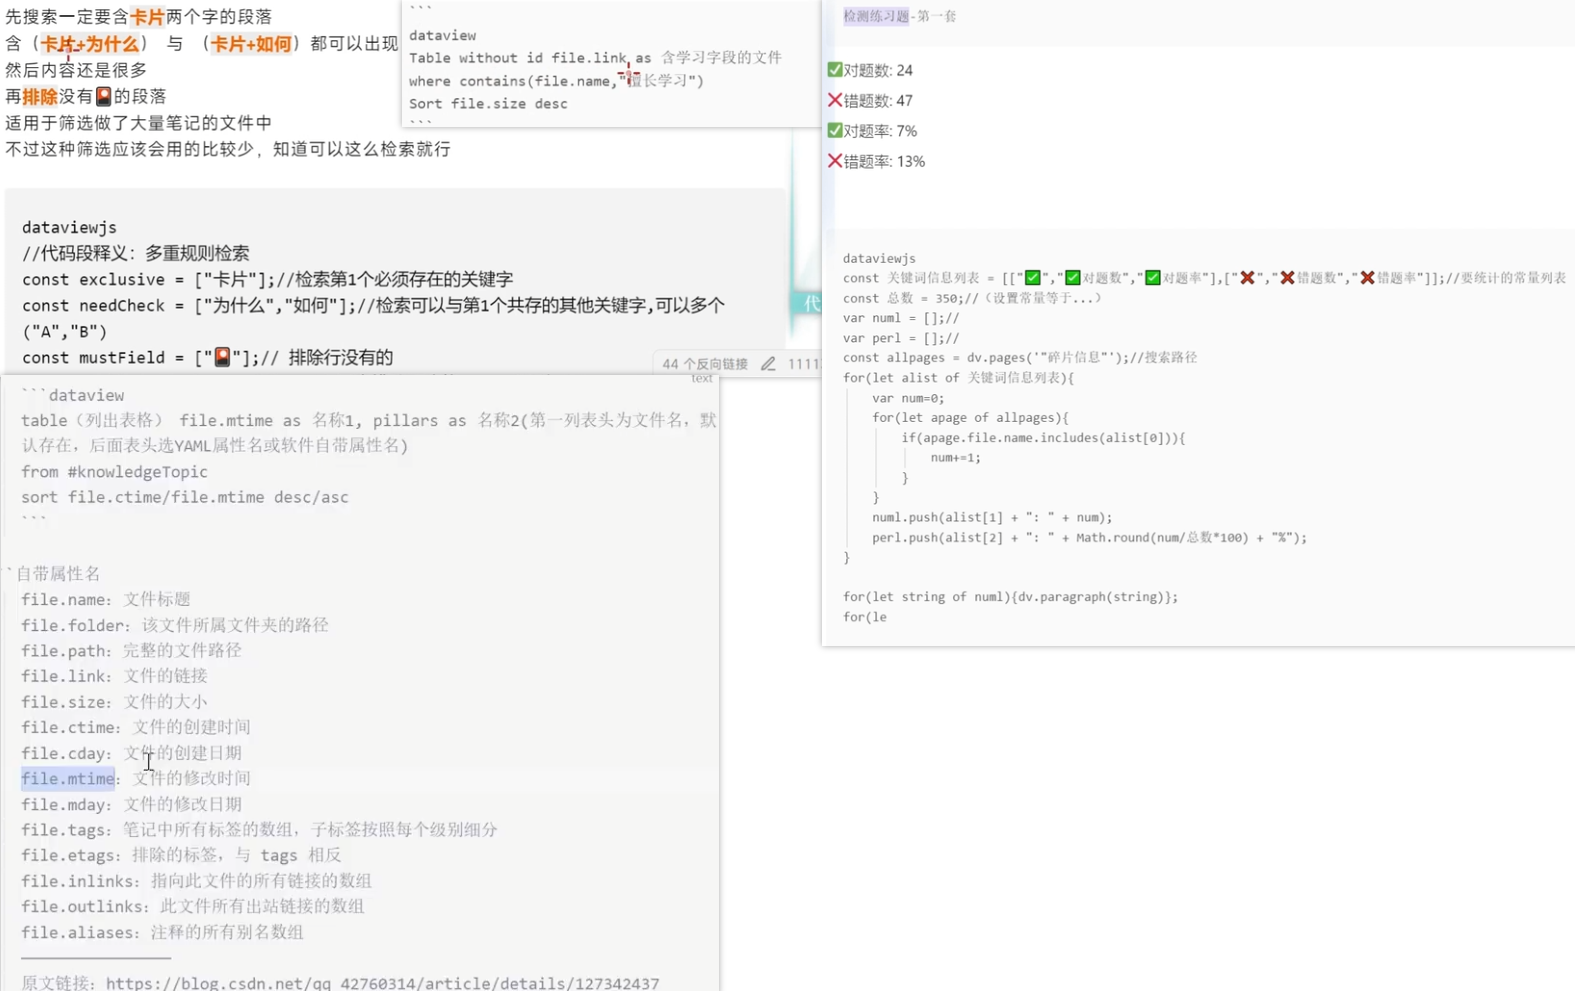 先搜索一定要含卡片两个字的段落
含（卡片+为什么） 与 （卡片+如何）都可以出现
然后内容还是很多
再排除没有🎴的段落
适用于筛选做了大量笔记的文件中
不过这种筛选应该会用的比较少，知道可以这么检索就行
dataviewjs
//代码段释义：多重规则检索
const exclusive = ["卡片"];//检索第1个必须存在的关键字
const needCheck = ["为什么","如何"];//检索可以与第1个共存的其他关键字,可以多个
("A","B")
const mustField = ["🎴"];// 排除行没有的
44 个反向链接 1111
代
```
dataview
Table without id file.link as 含学习字段的文件
where contains(file.name,"擅长学习")
Sort file.size desc
```
text
```dataview
table（列出表格） file.mtime as 名称1, pillars as 名称2(第一列表头为文件名，默
认存在，后面表头选YAML属性名或软件自带属性名)
from #knowledgeTopic
sort file.ctime/file.mtime desc/asc
```
``自带属性名
file.name：文件标题
file.folder：该文件所属文件夹的路径
file.path：完整的文件路径
file.link：文件的链接
file.size：文件的大小
file.ctime：文件的创建时间
file.cday：文件的创建日期
file.mtime：文件的修改时间
file.mday：文件的修改日期
file.tags：笔记中所有标签的数组，子标签按照每个级别细分
file.etags：排除的标签，与 tags 相反
file.inlinks：指向此文件的所有链接的数组
file.outlinks：此文件所有出站链接的数组
file.aliases：注释的所有别名数组
原文链接：https://blog.csdn.net/qq_42760314/article/details/127342437
检测练习题-第一套
✅对题数: 24
❌错题数: 47
✅对题率: 7%
❌错题率: 13%
dataviewjs
const 关键词信息列表 = [["✅","✅对题数","✅对题率"],["❌","❌错题数","❌错题率"]];//要统计的常量列表
const 总数 = 350;//（设置常量等于...）
var numl = [];//
var perl = [];//
const allpages = dv.pages('"碎片信息"');//搜索路径
for(let alist of 关键词信息列表){
var num=0;
for(let apage of allpages){
if(apage.file.name.includes(alist[0])){
num+=1;
}
}
numl.push(alist[1] + ": " + num);
perl.push(alist[2] + ": " + Math.round(num/总数*100) + "%");
}
for(let string of numl){dv.paragraph(string)};
for(le